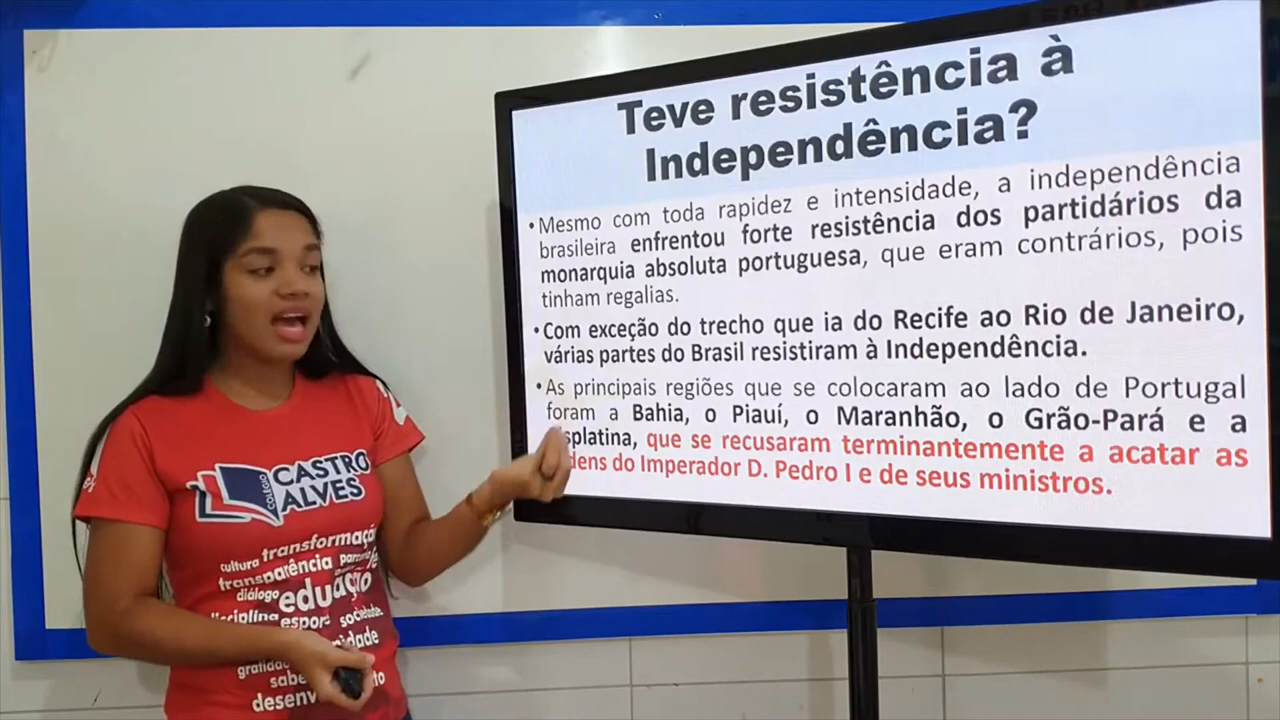 Teve resistência à
Independência?
•Mesmo com toda rapidez e intensidade, a independência
brasileira enfrentou forte resistência dos partidários da
monarquia absoluta portuguesa, que eram contrários, pois
tinham regalias.
•Com exceção do trecho que ia do Recife ao Rio de Janeiro,
várias partes do Brasil resistiram à Independência.
•As principais regiões que se colocaram ao lado de Portugal
foram a Bahia, o Piauí, o Maranhão, o Grão-Pará e a
splatina, que se recusaram terminantemente a acatar as
dens do Imperador D. Pedro I e de seus ministros.
COLÉGIO
CASTRO
ALVES
cultura transformação
transparência
diálogo educação
disciplina
gratidão